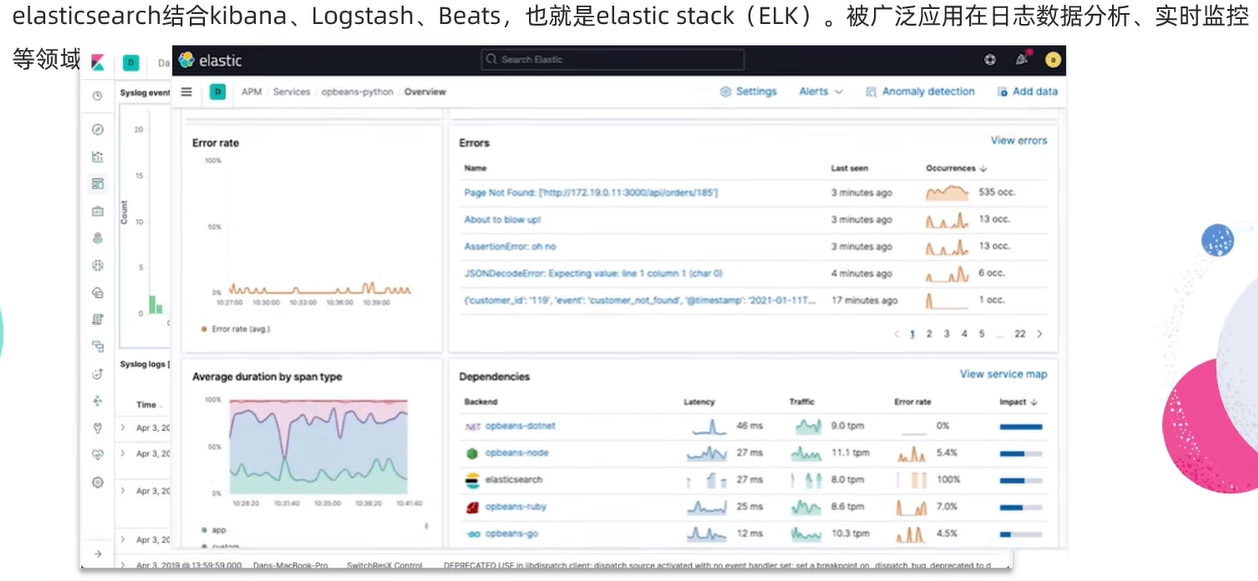 elasticsearch结合kibana、Logstash、Beats，也就是elastic stack（ELK）。被广泛应用在日志数据分析、实时监控
等领域
D Da
elastic Search Elastic a
D APM Services opbeans-python Overview Settings Alerts Anomaly detection Add data
Syslog event
20
15
10
5
0
Count
Syslog logs [
Time
Apr 3, 20
Apr 3, 20
Apr 3, 20
Apr 3, 20
Error rate
100%
50%
0%
10:27:00 10:30:00 10:33:00 10:36:00 10:39:00
Error rate (avg.)
Errors View errors
Name Last seen Occurrences
Page Not Found: ['http://172.19.0.11:3000/api/orders/185'] 3 minutes ago 535 occ.
About to blow up! 3 minutes ago 13 occ.
AssertionError: oh no 3 minutes ago 13 occ.
JSONDecodeError: Expecting value: line 1 column 1 (char 0) 4 minutes ago 6 occ.
{'customer_id': '119', 'event': 'customer_not_found', '@timestamp': '2021-01-11T... 17 minutes ago 1 occ.
1 2 3 4 5 ... 22
Average duration by span type
100%
50%
0%
10:28:20 10:31:40 10:35:00 10:38:20 10:41:40
app
custom
Dependencies View service map
Backend Latency Traffic Error rate Impact
.NET opbeans-dotnet 46 ms 9.0 tpm 0%
opbeans-node 27 ms 11.1 tpm 5.4%
elasticsearch 27 ms 8.0 tpm 100%
opbeans-ruby 25 ms 8.6 tpm 7.0%
opbeans-go 12 ms 10.3 tpm 4.5%
Apr 3, 2019 @ 13:59:59.000 Dans-MacBook-Pro SwitchResX Control DEPRECATED USE in libdispatch client: dispatch source activated with no event handler set; set a breakpoint on _dispatch_bug_deprecated to d